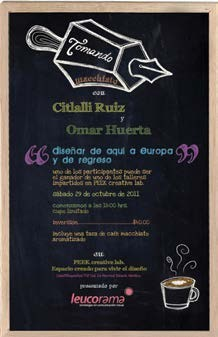 Tomando
macchiato
con
Citlalli Ruiz
y
Omar Huerta
diseñar de aquí a Europa
y de regreso
uno de los participantes puede ser
el ganador de uno de los talleres
impartidos en PEEK creative lab.
sábado 29 de octubre de 2011
comenzamos a las 18:00 hrs.
Cupo limitado
Inversión $40.00
incluye una taza de café macchiato
aromatizado
en
PEEK creative lab.
Espacio creado para vivir el diseño
presentado por
leucorama